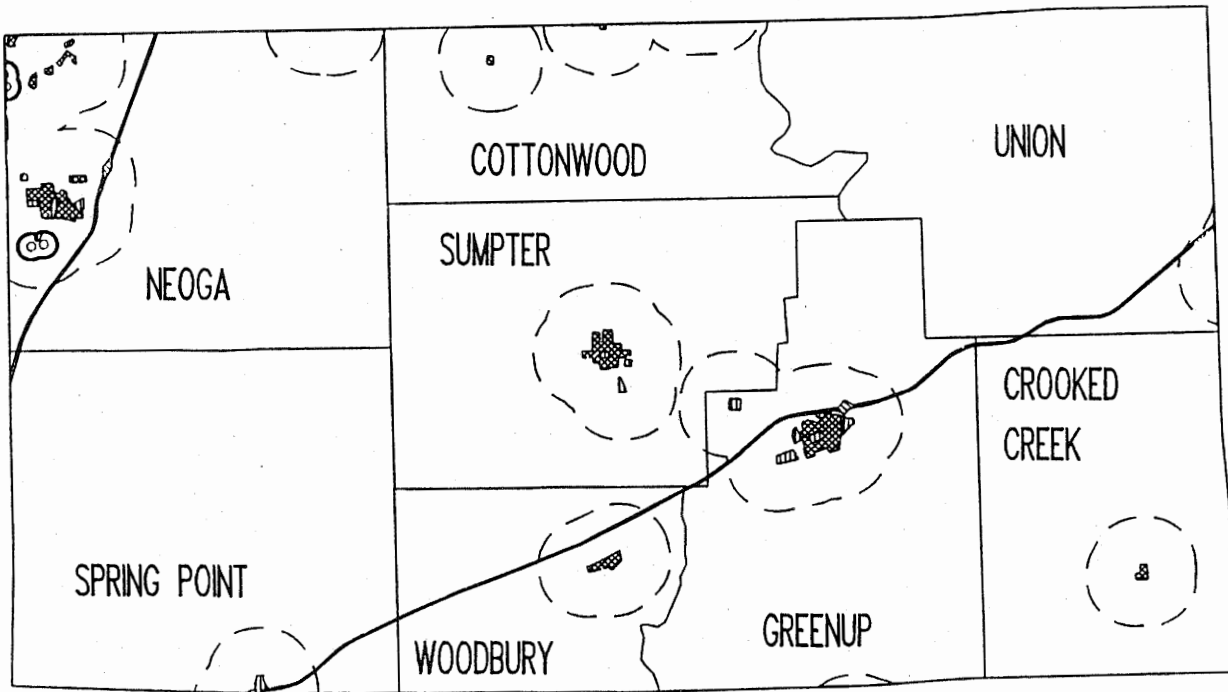 COTTONWOOD
UNION
SUMPTER
NEOGA
CROOKED
CREEK
SPRING POINT
WOODBURY
GREENUP